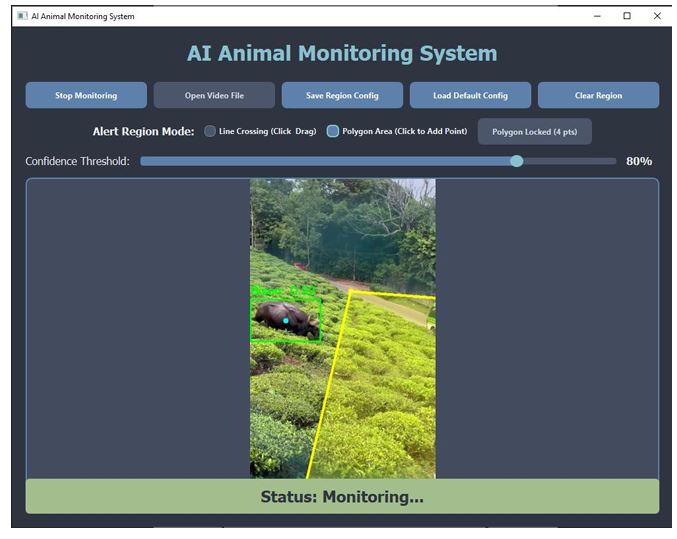 AI Animal Monitoring System
AI Animal Monitoring System
Stop Monitoring
Open Video File
Save Region Config
Load Default Config
Clear Region
Alert Region Mode:
Line Crossing (Click Drag)
Polygon Area (Click to Add Point)
Polygon Locked (4 pts)
Confidence Threshold:
80%
Status: Monitoring...